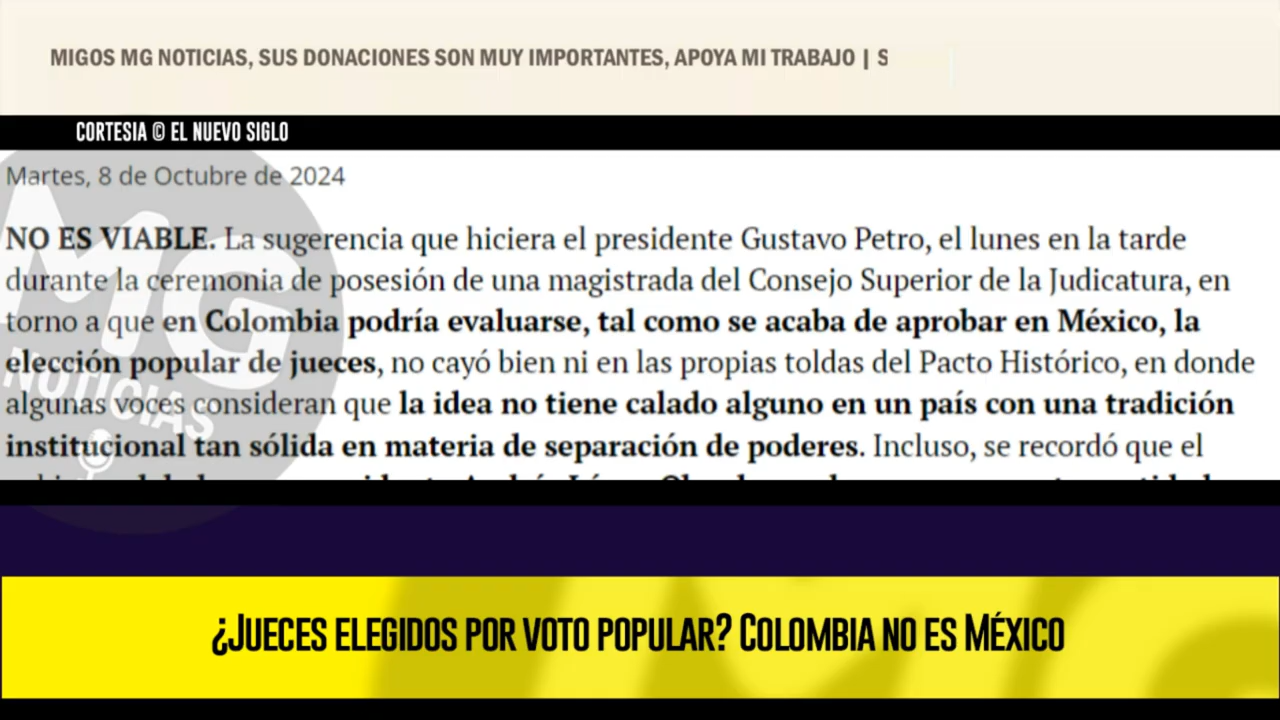 MIGOS MG NOTICIAS, SUS DONACIONES SON MUY IMPORTANTES, APOYA MI TRABAJO | S
CORTESIA © EL NUEVO SIGLO
Martes, 8 de Octubre de 2024
NO ES VIABLE. La sugerencia que hiciera el presidente Gustavo Petro, el lunes en la tarde
durante la ceremonia de posesión de una magistrada del Consejo Superior de la Judicatura, en
torno a que en Colombia podría evaluarse, tal como se acaba de aprobar en México, la
elección popular de jueces, no cayó bien ni en las propias toldas del Pacto Histórico, en donde
algunas voces consideran que la idea no tiene calado alguno en un país con una tradición
institucional tan sólida en materia de separación de poderes. Incluso, se recordó que el
MG
NOTICIAS
¿JUECES ELEGIDOS POR VOTO POPULAR? COLOMBIA NO ES MÉXICO